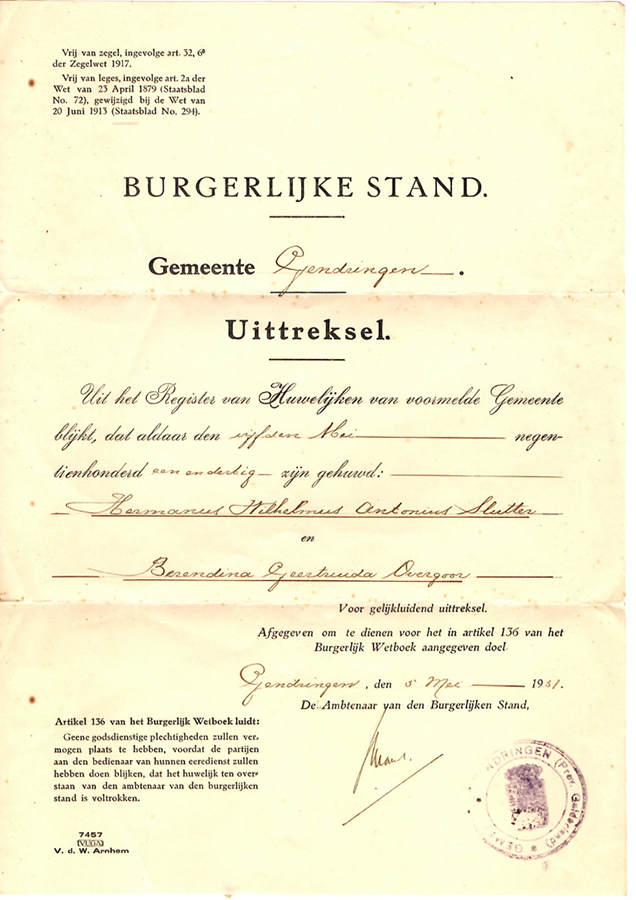 Vrij van zegel, ingevolge art. 32, 6°
der Zegelwet 1917.
Vrij van leges, ingevolge art. 2a der
Wet van 23 April 1879 (Staatsblad
No. 72), gewijzigd bij de Wet van
20 Juni 1913 (Staatsblad No. 294).
BURGERLIJKE STAND.
Gemeente Gendringen.
Uittreksel.
Uit het Register van Huwelijken van voormelde Gemeente
blijkt, dat aldaar den vijfden Mei negen-
tienhonderd een en dertig zijn gehuwd:
Hermanus Wilhelmus Antonius Slutter
en
Berendina Geertruida Overgoor
Voor gelijkluidend uittreksel.
Afgegeven om te dienen voor het in artikel 136 van het
Burgerlijk Wetboek aangegeven doel.
Gendringen, den 5 Mei 1931.
De Ambtenaar van den Burgerlijken Stand,
Artikel 136 van het Burgerlijk Wetboek luidt:
Geene godsdienstige plechtigheden zullen ver-
mogen plaats te hebben, voordat de partijen
aan den bedienaar van hunnen eeredienst zullen
hebben doen blijken, dat het huwelijk ten over-
staan van den ambtenaar van den burgerlijken
stand is voltrokken.
NDRINGEN (Prov. Gelderland) * GEM
7457
VUGA
V. d. W. Arnhem